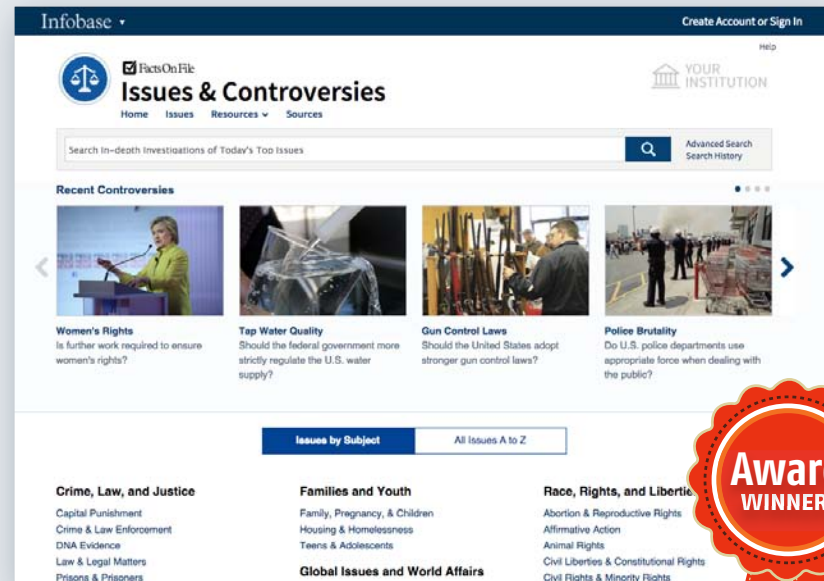 Infobase
Create Account or Sign In
Help
FactsOnFile
Issues & Controversies
YOUR
INSTITUTION
Home Issues Resources Sources
Search In-depth Investigations of Today's Top Issues
Advanced Search
Search History
Recent Controversies
Women's Rights
Is further work required to ensure
women's rights?
Tap Water Quality
Should the federal government more
strictly regulate the U.S. water
supply?
Gun Control Laws
Should the United States adopt
stronger gun control laws?
Police Brutality
Do U.S. police departments use
appropriate force when dealing with
the public?
Issues by Subject
All Issues A to Z
Crime, Law, and Justice
Capital Punishment
Crime & Law Enforcement
DNA Evidence
Law & Legal Matters
Prisons & Prisoners
Families and Youth
Family, Pregnancy, & Children
Housing & Homelessness
Teens & Adolescents
Global Issues and World Affairs
Race, Rights, and Libertie
Abortion & Reproductive Rights
Affirmative Action
Animal Rights
Civil Liberties & Constitutional Rights
Civil Rights & Minority Rights
Awar
WINNER